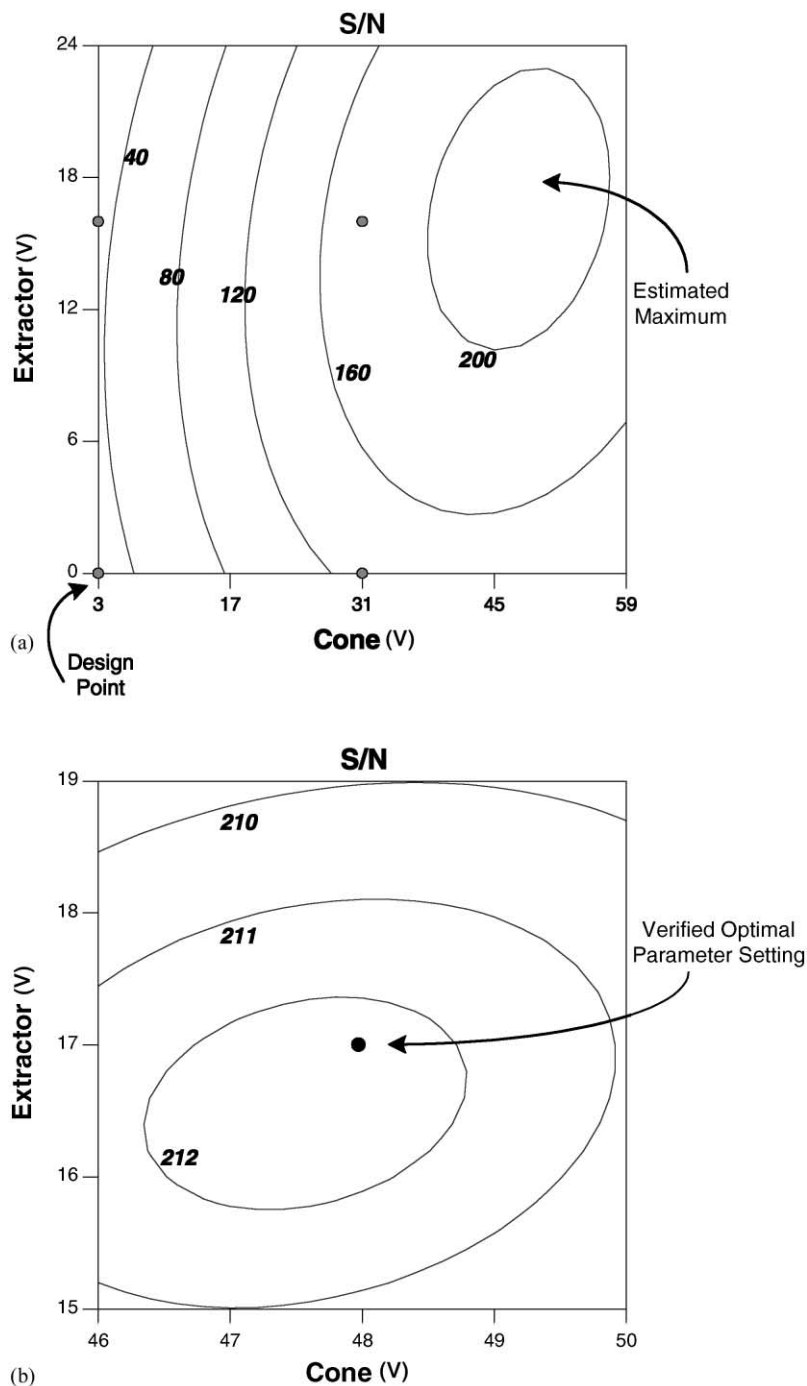 S/N
24
18
12
6
0
Extractor (V)
40
80
120
160
200
Estimated
Maximum
3
17
31
45
59
Cone (V)
(a)
Design
Point
S/N
19
18
17
16
15
Extractor (V)
210
211
212
Verified Optimal
Parameter Setting
46
47
48
49
50
Cone (V)
(b)